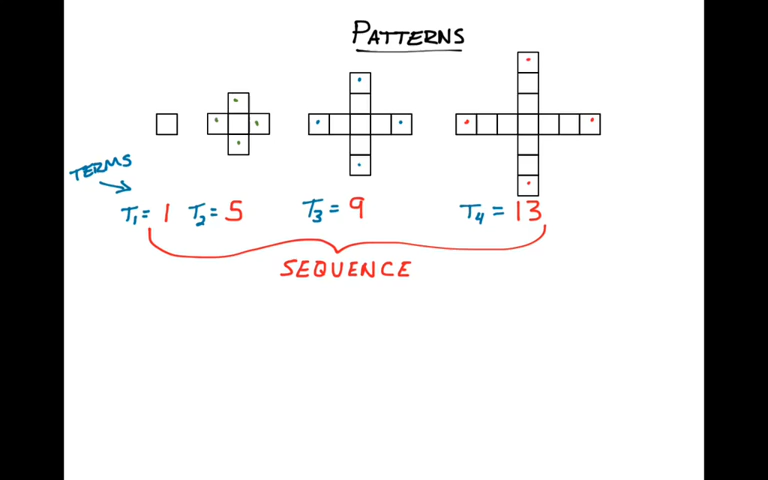 PATTERNS
TERMS
T₁ = 1 T₂ = 5 T₃ = 9 T₄ = 13
SEQUENCE